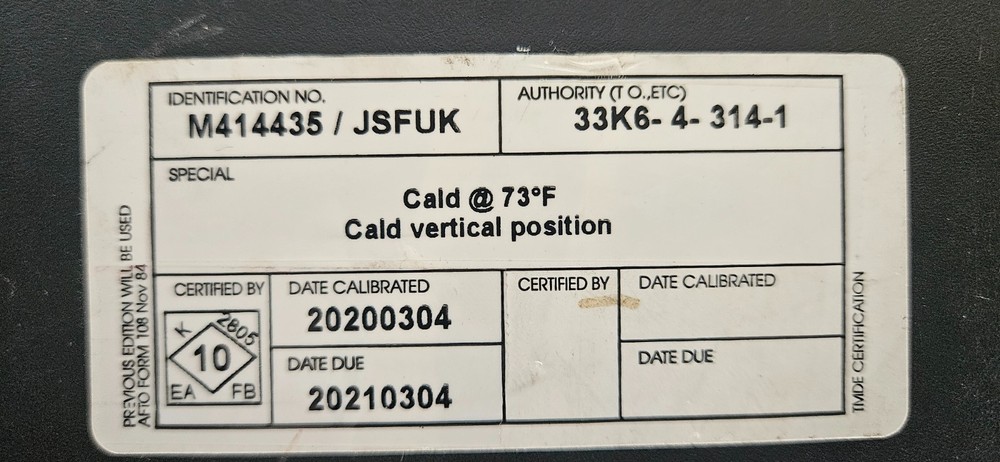 IDENTIFICATION NO.
M414435 / JSFUK
AUTHORITY (T O.,ETC)
33K6- 4- 314-1
SPECIAL
Cald @ 73°F
Cald vertical position
CERTIFIED BY
K 2805
10
EA FB
DATE CALIBRATED
20200304
DATE DUE
20210304
CERTIFIED BY
DATE CALIBRATED
DATE DUE
PREVIOUS EDITION WILL BE USED
AFTO FORM 108 Nov 84
TMDE CERTIFICATION